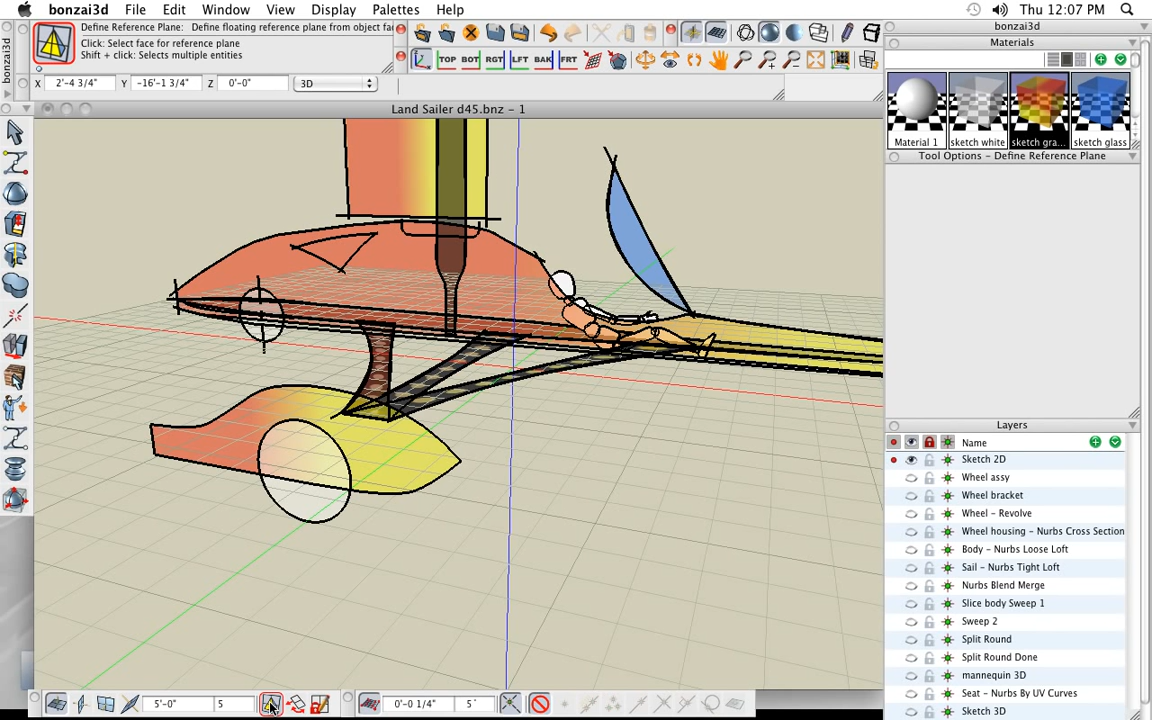 bonzai3d File Edit Window View Display Palettes Help Thu 12:07 PM
bonzai3d
Define Reference Plane: Define floating reference plane from object fa
Click: Select face for reference plane
Shift + click: Selects multiple entities
bonzai3d
TOP BOT RGT LFT BAK FRT
X 2'-4 3/4" Y -16'-1 3/4" Z 0'-0" 3D
Land Sailer d45.bnz - 1
Materials
Material 1 sketch white sketch gra... sketch glass
Tool Options - Define Reference Plane
Layers
Name
Sketch 2D
Wheel assy
Wheel bracket
Wheel - Revolve
Wheel housing - Nurbs Cross Section
Body - Nurbs Loose Loft
Sail - Nurbs Tight Loft
Nurbs Blend Merge
Slice body Sweep 1
Sweep 2
Split Round
Split Round Done
mannequin 3D
Seat - Nurbs By UV Curves
Sketch 3D
5'-0" 5 0'-0 1/4" 5°